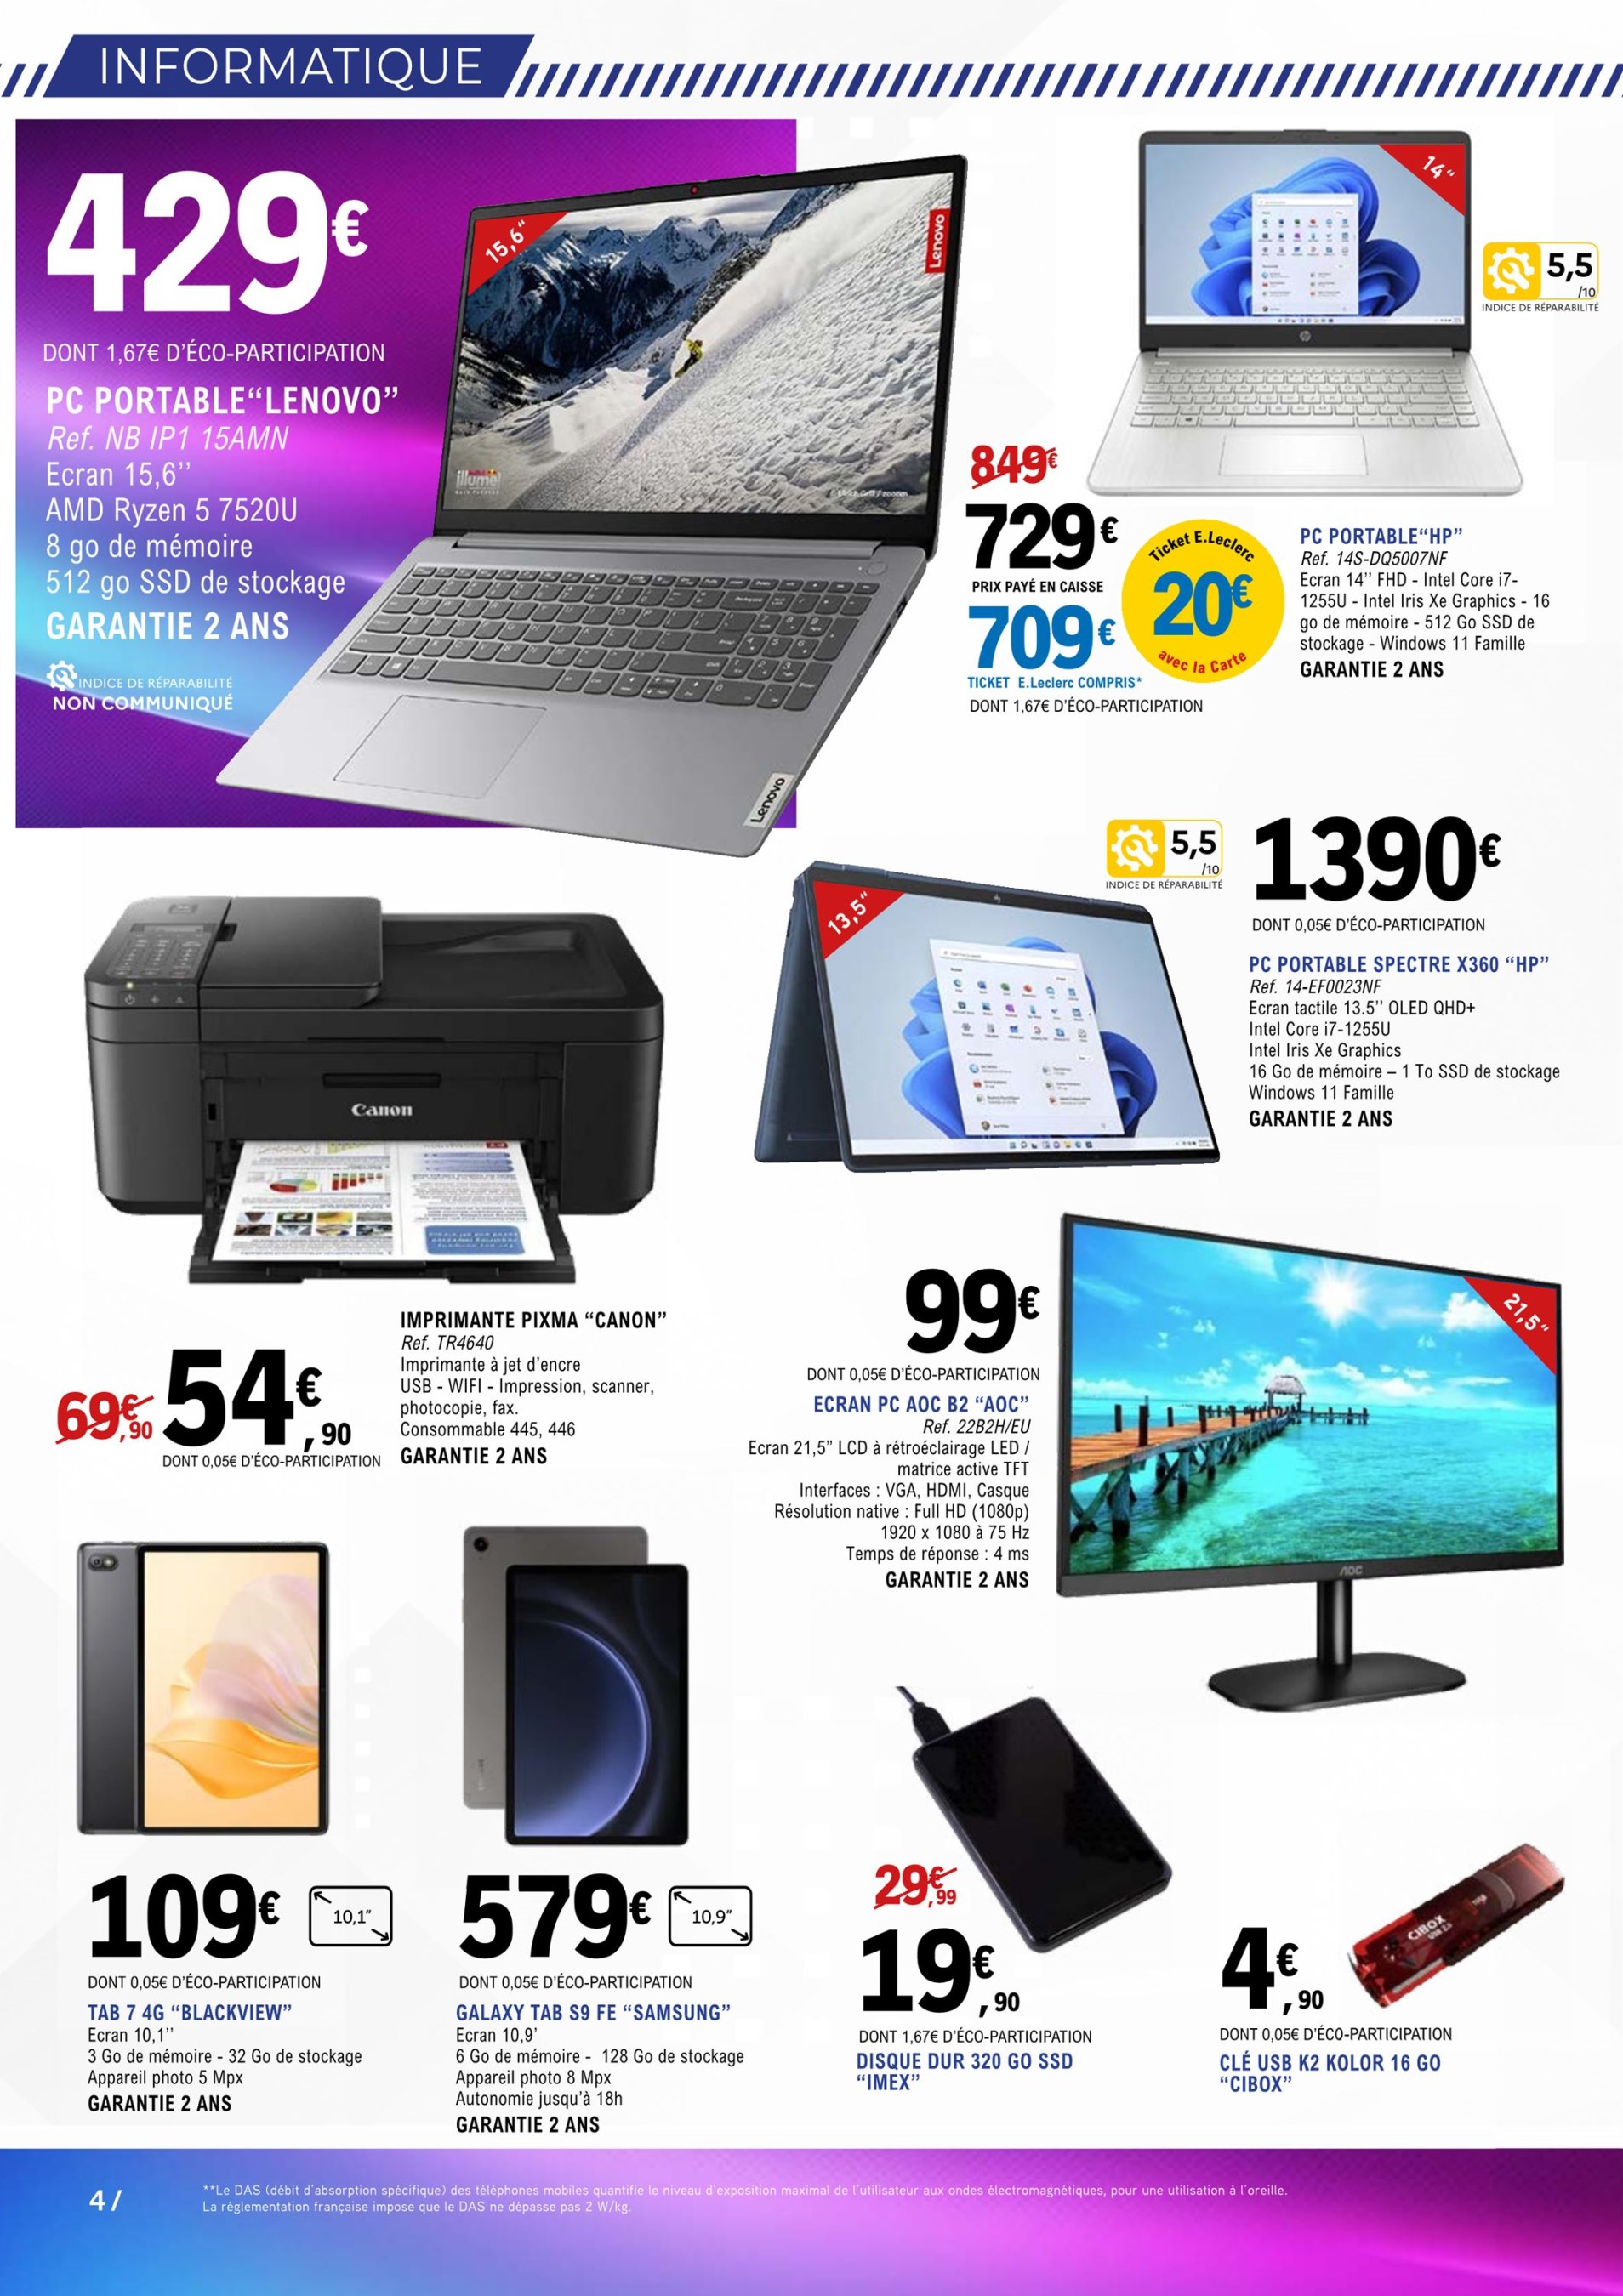 INFORMATIQUE
429€
DONT 1,67€ D'ÉCO-PARTICIPATION
PC PORTABLE“LENOVO”
Ref. NB IP1 15AMN
Ecran 15,6’’
AMD Ryzen 5 7520U
8 go de mémoire
512 go SSD de stockage
GARANTIE 2 ANS
INDICE DE RÉPARABILITÉ
NON COMMUNIQUÉ
15,6“
Lenovo
Lenovo
14“
5,5
/10
INDICE DE RÉPARABILITÉ
849€
729€
PRIX PAYÉ EN CAISSE
709€
TICKET E.Leclerc COMPRIS*
DONT 1,67€ D'ÉCO-PARTICIPATION
Ticket E.Leclerc
20€
avec la Carte
PC PORTABLE“HP”
Ref. 14S-DQ5007NF
Ecran 14’’ FHD - Intel Core i7-
1255U - Intel Iris Xe Graphics - 16
go de mémoire - 512 Go SSD de
stockage - Windows 11 Famille
GARANTIE 2 ANS
13,5“
5,5
/10
INDICE DE RÉPARABILITÉ
1390€
DONT 0,05€ D'ÉCO-PARTICIPATION
PC PORTABLE SPECTRE X360 “HP”
Ref. 14-EF0023NF
Ecran tactile 13.5’’ OLED QHD+
Intel Core i7-1255U
Intel Iris Xe Graphics
16 Go de mémoire – 1 To SSD de stockage
Windows 11 Famille
GARANTIE 2 ANS
Canon
69€,90
54€,90
DONT 0,05€ D'ÉCO-PARTICIPATION
IMPRIMANTE PIXMA “CANON”
Ref. TR4640
Imprimante à jet d'encre
USB - WIFI - Impression, scanner,
photocopie, fax.
Consommable 445, 446
GARANTIE 2 ANS
99€
DONT 0,05€ D'ÉCO-PARTICIPATION
ECRAN PC AOC B2 “AOC”
Ref. 22B2H/EU
Ecran 21,5” LCD à rétroéclairage LED /
matrice active TFT
Interfaces : VGA, HDMI, Casque
Résolution native : Full HD (1080p)
1920 x 1080 à 75 Hz
Temps de réponse : 4 ms
GARANTIE 2 ANS
21,5“
AOC
109€
10,1”
DONT 0,05€ D'ÉCO-PARTICIPATION
TAB 7 4G “BLACKVIEW”
Ecran 10,1’’
3 Go de mémoire - 32 Go de stockage
Appareil photo 5 Mpx
GARANTIE 2 ANS
579€
10,9”
DONT 0,05€ D'ÉCO-PARTICIPATION
GALAXY TAB S9 FE “SAMSUNG”
Ecran 10,9’
6 Go de mémoire - 128 Go de stockage
Appareil photo 8 Mpx
Autonomie jusqu'à 18h
GARANTIE 2 ANS
29€,99
19€,90
DONT 1,67€ D'ÉCO-PARTICIPATION
DISQUE DUR 320 GO SSD
“IMEX”
CIBOX
4€,90
DONT 0,05€ D'ÉCO-PARTICIPATION
CLÉ USB K2 KOLOR 16 GO
“CIBOX”
4 /
**Le DAS (débit d'absorption spécifique) des téléphones mobiles quantifie le niveau d'exposition maximal de l'utilisateur aux ondes électromagnétiques, pour une utilisation à l'oreille.
La réglementation française impose que le DAS ne dépasse pas 2 W/kg.